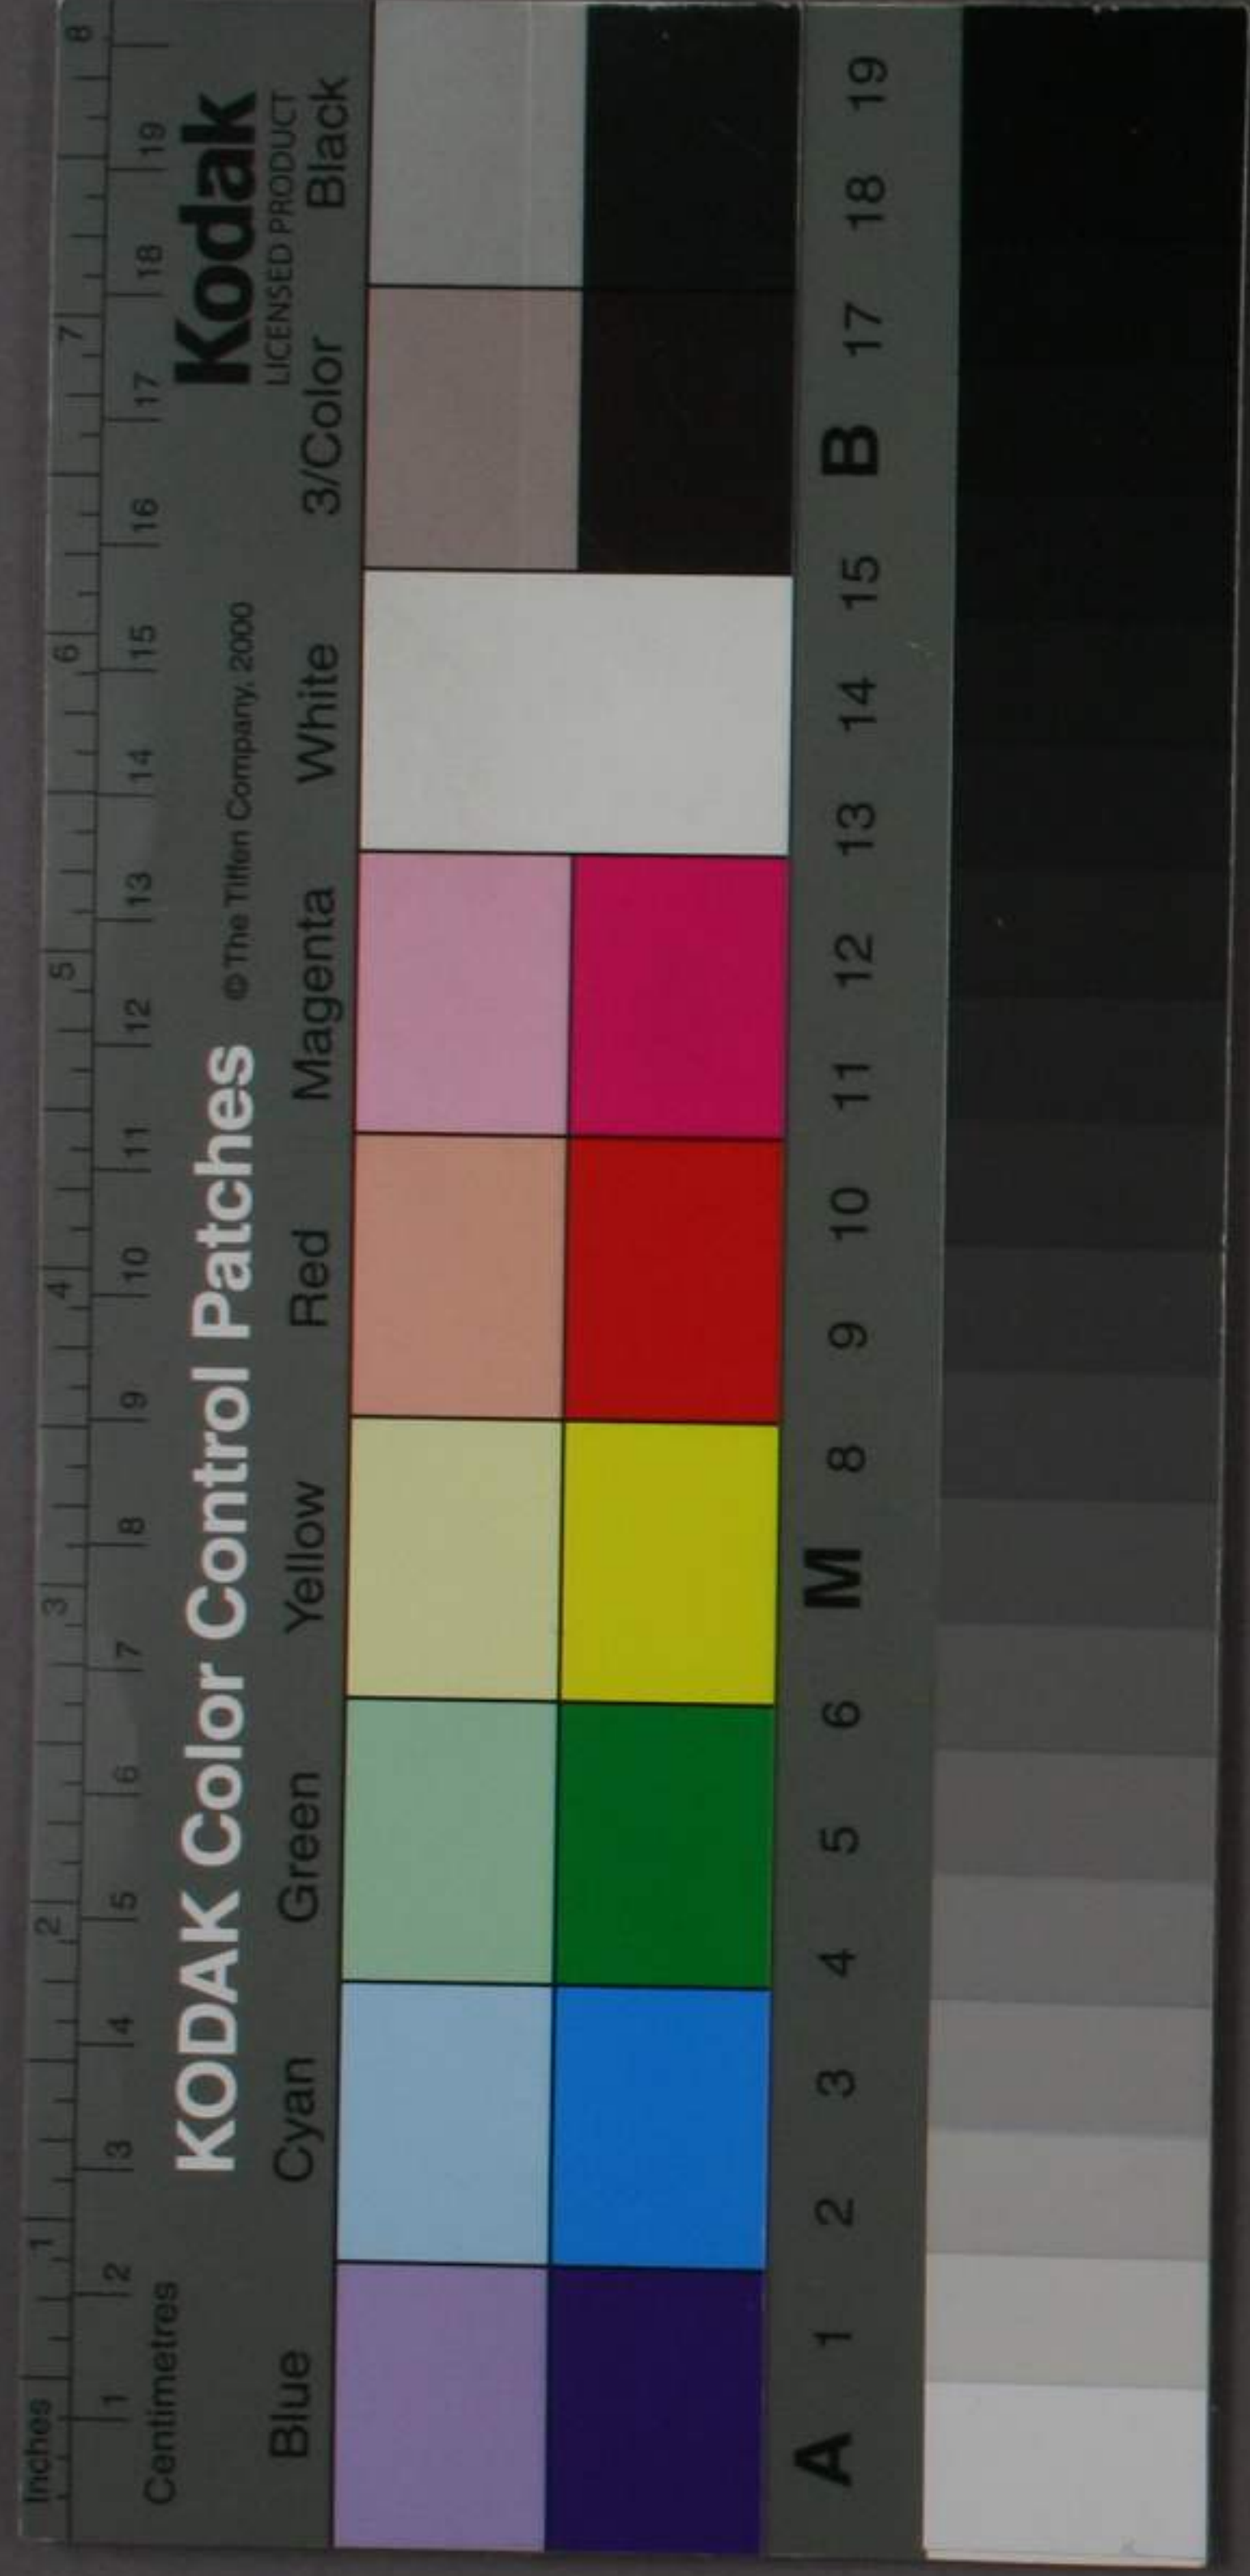 Inches 1 2 3 4 5 6 7 8
Centimetres 1 2 3 4 5 6 7 8 9 10 11 12 13 14 15 16 17 18 19
KODAK Color Control Patches © The Tiffen Company, 2000 Kodak
LICENSED PRODUCT
Blue Cyan Green Yellow Red Magenta White 3/Color Black
A 1 2 3 4 5 6 M 8 9 10 11 12 13 14 15 B 17 18 19